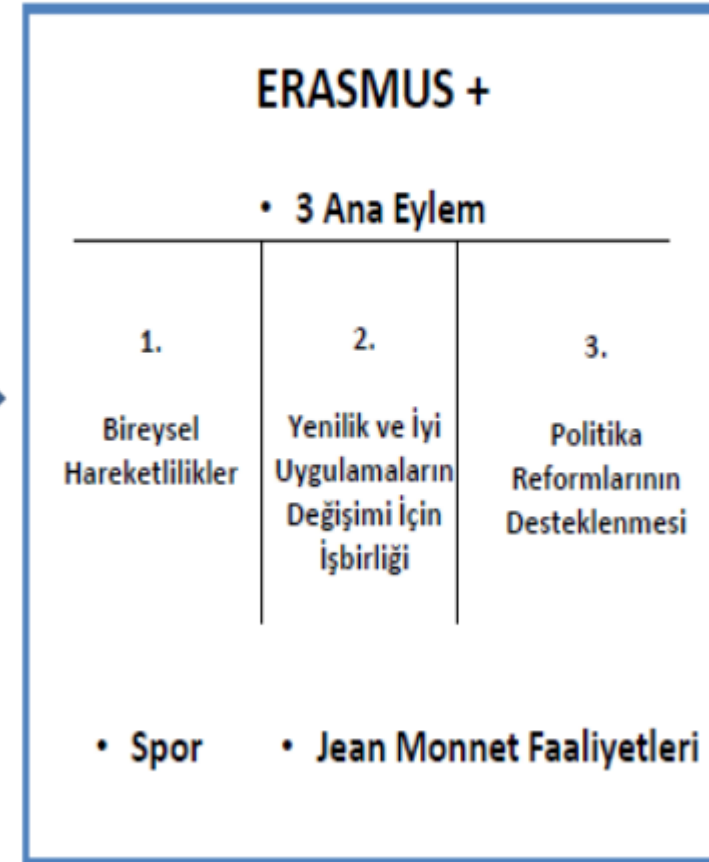 ERASMUS +
• 3 Ana Eylem
1.
Bireysel
Hareketlilikler
2.
Yenilik ve İyi
Uygulamaların
Değişimi İçin
İşbirliği
3.
Politika
Reformlarının
Desteklenmesi
• Spor
• Jean Monnet Faaliyetleri